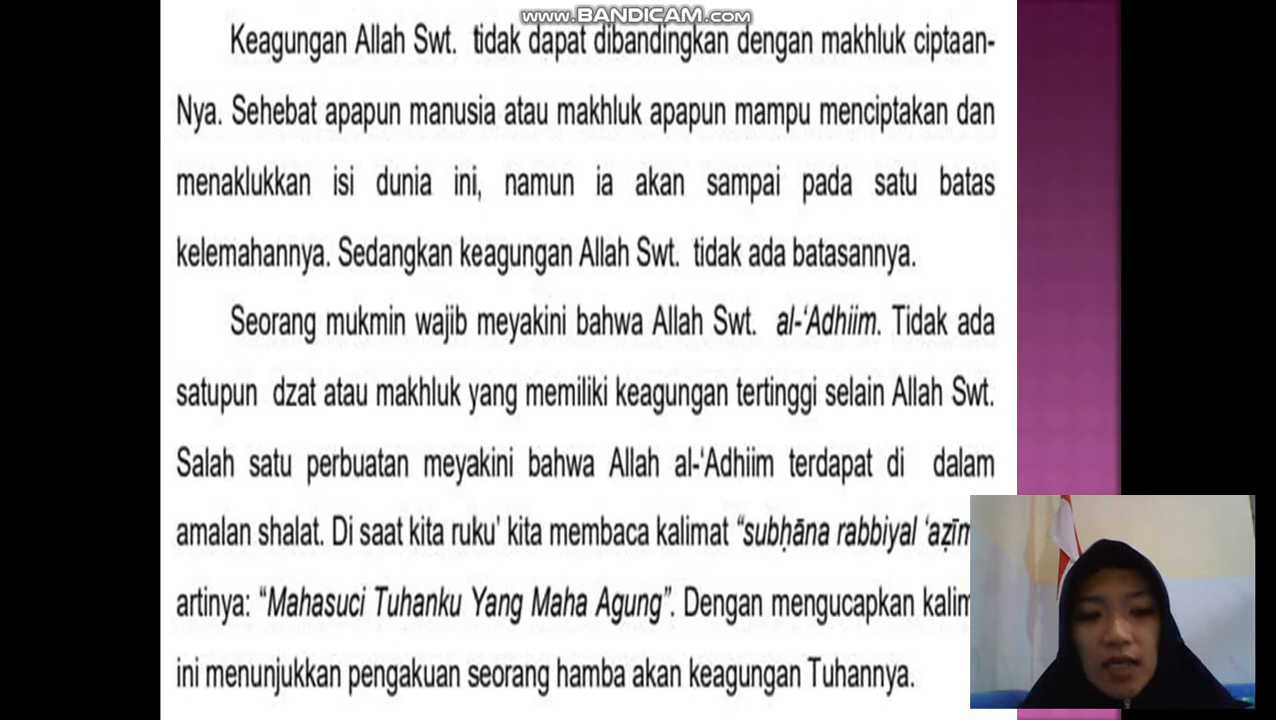 www.BANDICAM.com
Keagungan Allah Swt. tidak dapat dibandingkan dengan makhluk ciptaan-
Nya. Sehebat apapun manusia atau makhluk apapun mampu menciptakan dan
menaklukkan isi dunia ini, namun ia akan sampai pada satu batas
kelemahannya. Sedangkan keagungan Allah Swt. tidak ada batasannya.
Seorang mukmin wajib meyakini bahwa Allah Swt. al-‘Adhiim. Tidak ada
satupun dzat atau makhluk yang memiliki keagungan tertinggi selain Allah Swt.
Salah satu perbuatan meyakini bahwa Allah al-‘Adhiim terdapat di dalam
amalan shalat. Di saat kita ruku’ kita membaca kalimat “subḥāna rabbiyal
artinya: “Mahasuci Tuhanku Yang Maha Agung”. Dengan mengucapkan
ini menunjukkan pengakuan seorang hamba akan keagungan Tuhannya.